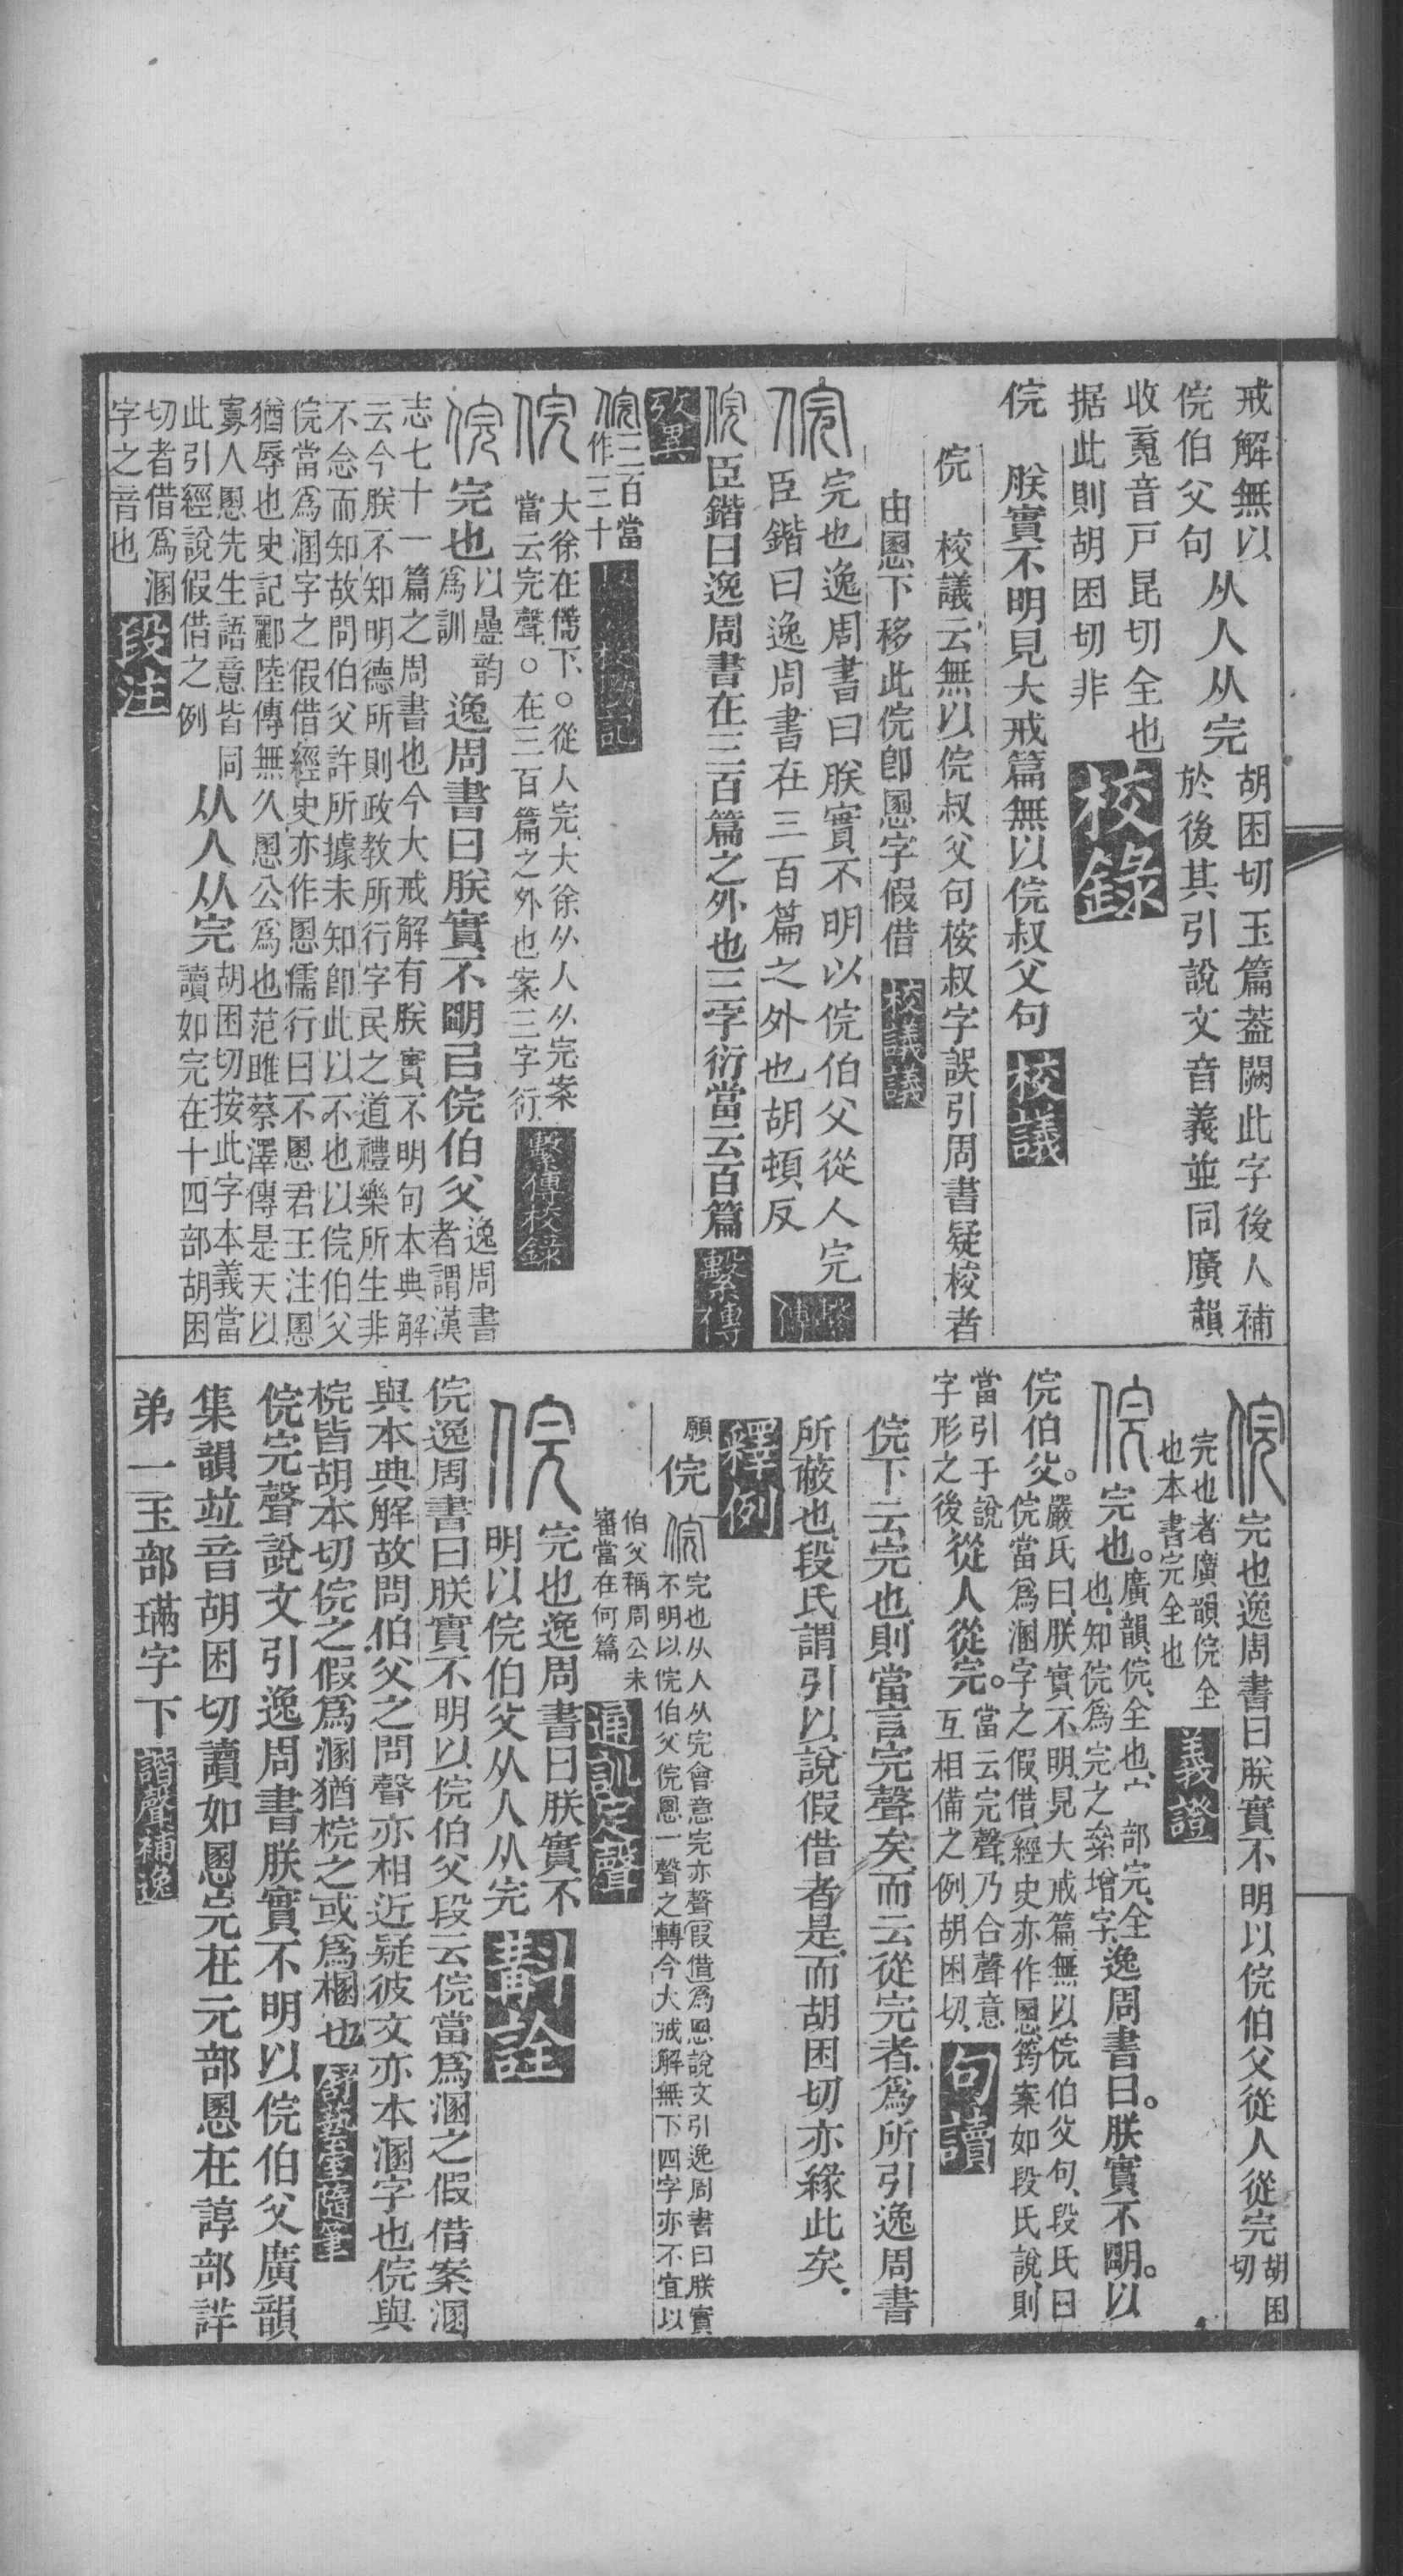 戒解無以
俒伯父句 从人从完 胡困切玉篇葢闕此字後人補
於後其引說文音義並同廣韻
收䰟音戸昆切全也
据此則胡困切非 校錄
俒 朕實不明見大戒篇無以俒叔父句 校議
俒 校議云無以俒叔父句桉叔字誤引周書疑校者
由慁下移此俒卽慁字假借 校議議
俒 完也逸周書曰朕實不明以俒伯父從人完
臣鍇曰逸周書在三百篇之外也胡頓反 繫傳
俒 臣鍇曰逸周書在三百篇之外也三字衍當云百篇 繫傳
攷異
俒 三百當
作三十
俒 大徐在㒓下○從人完大徐从人从完案
當云完聲○在三百篇之外也案三字衍 繫傳校錄
俒 完也 以疊韵
爲訓 逸周書曰朕實不朙㠯俒伯父 逸周書
者謂漢
志七十一篇之周書也今大戒解有朕實不明句本典解
云今朕不知明德所則政教所行字民之道禮樂所生非
不念而知故問伯父許所據未知卽此以不也以俒伯父
俒當爲溷字之假借經史亦作慁儒行曰不慁君王注慁
猶辱也史記酈陸傳無久慁公爲也范雎蔡澤傳是天以
寡人慁先生語意皆同
此引經說假借之例 从人从完 胡困切按此字本義當
讀如完在十四部胡困
切者借爲溷
字之音也 段注
俒 完也逸周書曰朕實不明以俒伯父從人從完 胡困
切
完也者廣韻俒全
也本書完全也 義證
俒 完也。廣韻俒全也宀部完全
也知俒爲完之絫增字 逸周書曰。朕實不朙。以
俒伯父。嚴氏曰朕實不明見大戒篇無以俒伯父句段氏曰
俒當爲溷字之假借經史亦作慁筠案如段氏說則
當引于說
字形之後 從人從完。當云完聲乃合聲意
互相備之例胡困切 句讀
俒下云完也則當言完聲矣而云從完者爲所引逸周書
所蔽也段氏謂引以說假借者是而胡困切亦緣此矣
釋例
願 俒 俒 完也从人从完會意完亦聲假借爲慁說文引逸周書曰朕實
不明以俒伯父俒慁一聲之轉今大戒解無下四字亦不宜以
伯父稱周公未
審當在何篇 通訓定聲
俒 完也逸周書曰朕實不
明以俒伯父从人从完 斠詮
俒逸周書曰朕實不明以俒伯父段云俒當爲溷之假借案溷
與本典解故問伯父之問聲亦相近疑彼文亦本溷字也俒與
梡皆胡本切俒之假爲溷猶梡之或爲棞也 舒蓺室隨筆
俒完聲說文引逸周書朕實不明以俒伯父廣韻
集韻竝音胡困切讀如慁完在元部慁在諄部詳
弟一玉部璊字下 諧聲補逸